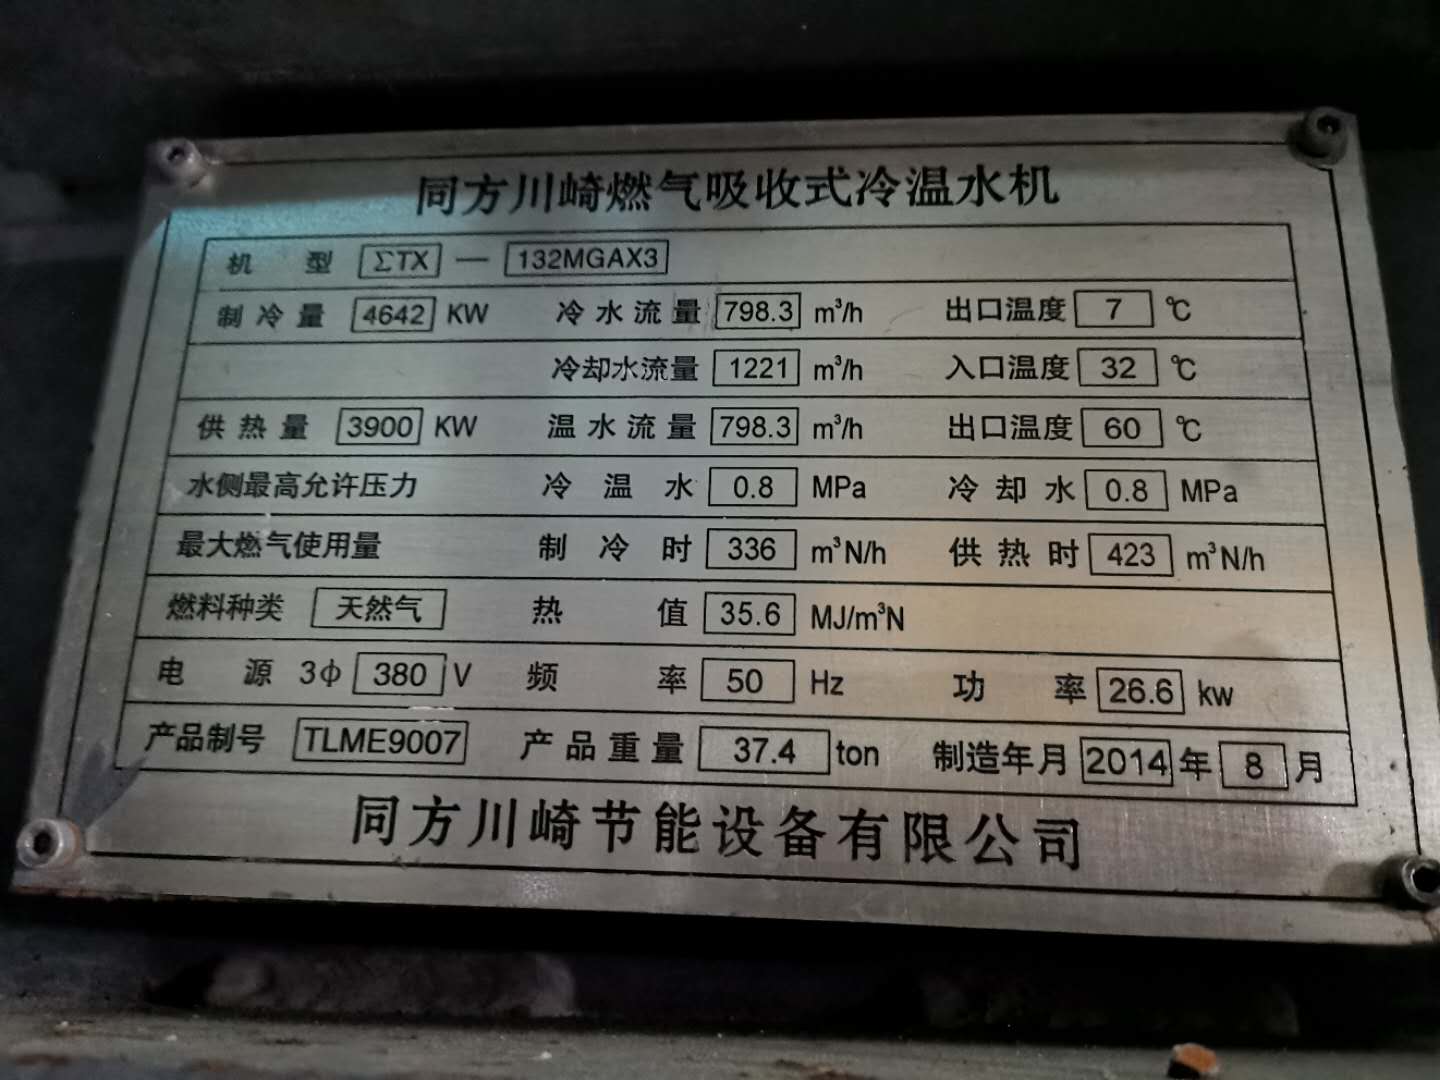 同方川崎燃气吸收式冷温水机
机 型 ΣTX — 132MGAX3
制冷量 4642 KW 冷水流量 798.3 m³/h 出口温度 7 ℃
冷却水流量 1221 m³/h 入口温度 32 ℃
供热量 3900 KW 温水流量 798.3 m³/h 出口温度 60 ℃
水侧最高允许压力 冷温水 0.8 MPa 冷却水 0.8 MPa
最大燃气使用量 制冷时 336 m³N/h 供热时 423 m³N/h
燃料种类 天然气 热值 35.6 MJ/m³N
电源 3φ 380 V 频率 50 Hz 功率 26.6 kw
产品制号 TLME9007 产品重量 37.4 ton 制造年月 2014 年 8 月
同方川崎节能设备有限公司